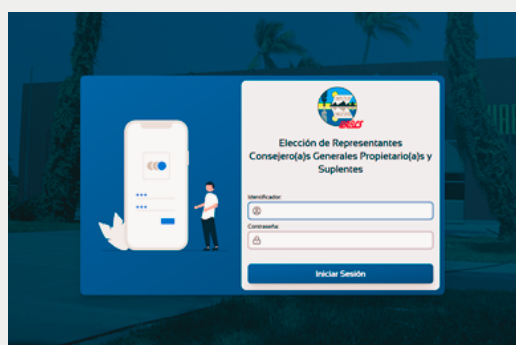 Elección de Representantes
Consejero(a)s Generales Propietario(a)s y
Suplentes
Identificador:
Contraseña:
Iniciar Sesión